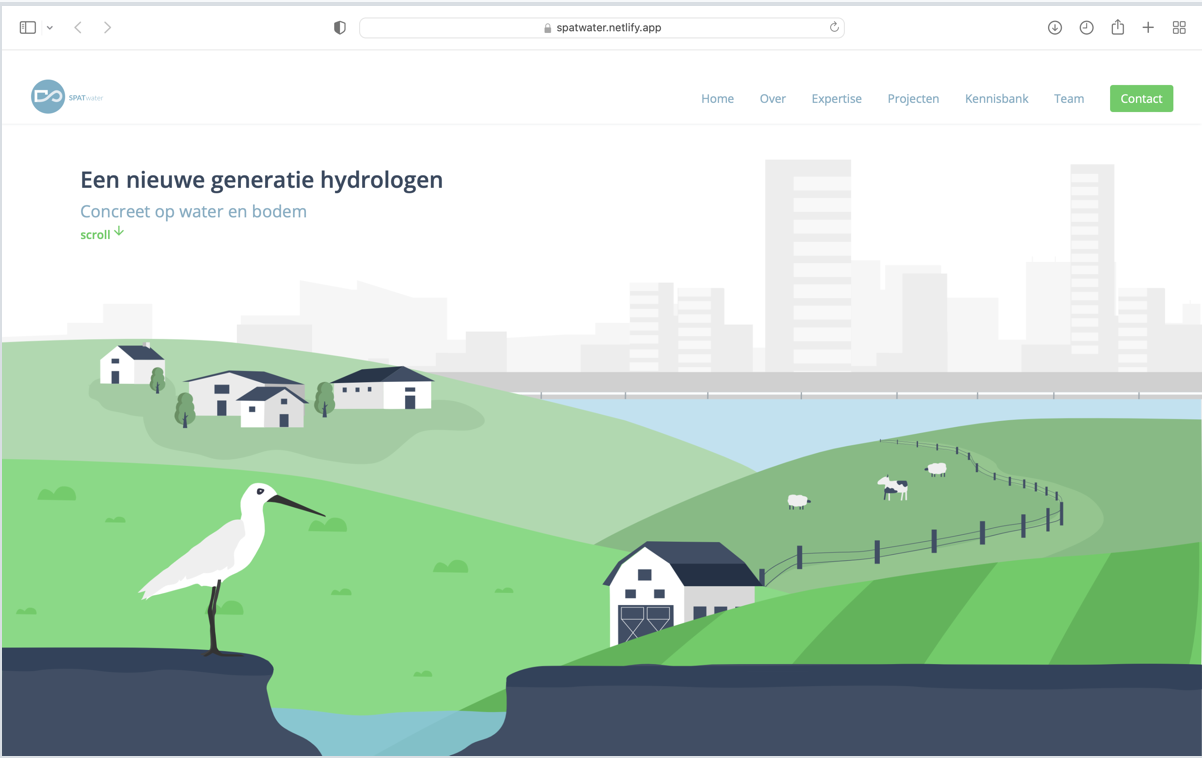 spatwater.netlify.app
SPATwater
Home Over Expertise Projecten Kennisbank Team Contact
Een nieuwe generatie hydrologen
Concreet op water en bodem
scroll